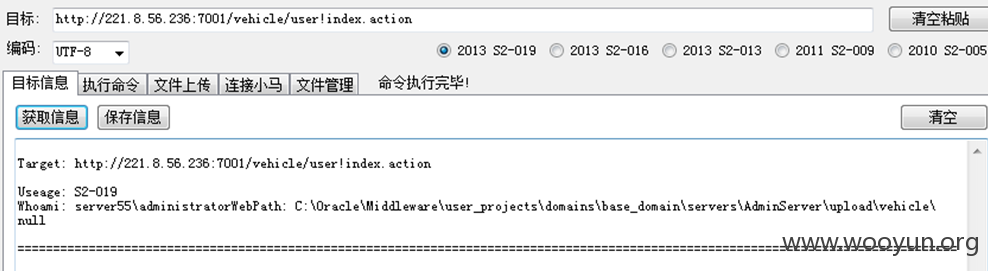 目标: http://221.8.56.236:7001/vehicle/user!index.action 清空粘贴
编码: UTF-8 2013 S2-019 2013 S2-016 2013 S2-013 2011 S2-009 2010 S2-005
目标信息 执行命令 文件上传 连接小马 文件管理 命令执行完毕!
获取信息 保存信息 清空
Target: http://221.8.56.236:7001/vehicle/user!index.action
Useage: S2-019
Whoami: server55\administratorWebPath: C:\Oracle\Middleware\user_projects\domains\base_domain\servers\AdminServer\upload\vehicle\
null
www.wooyun.org